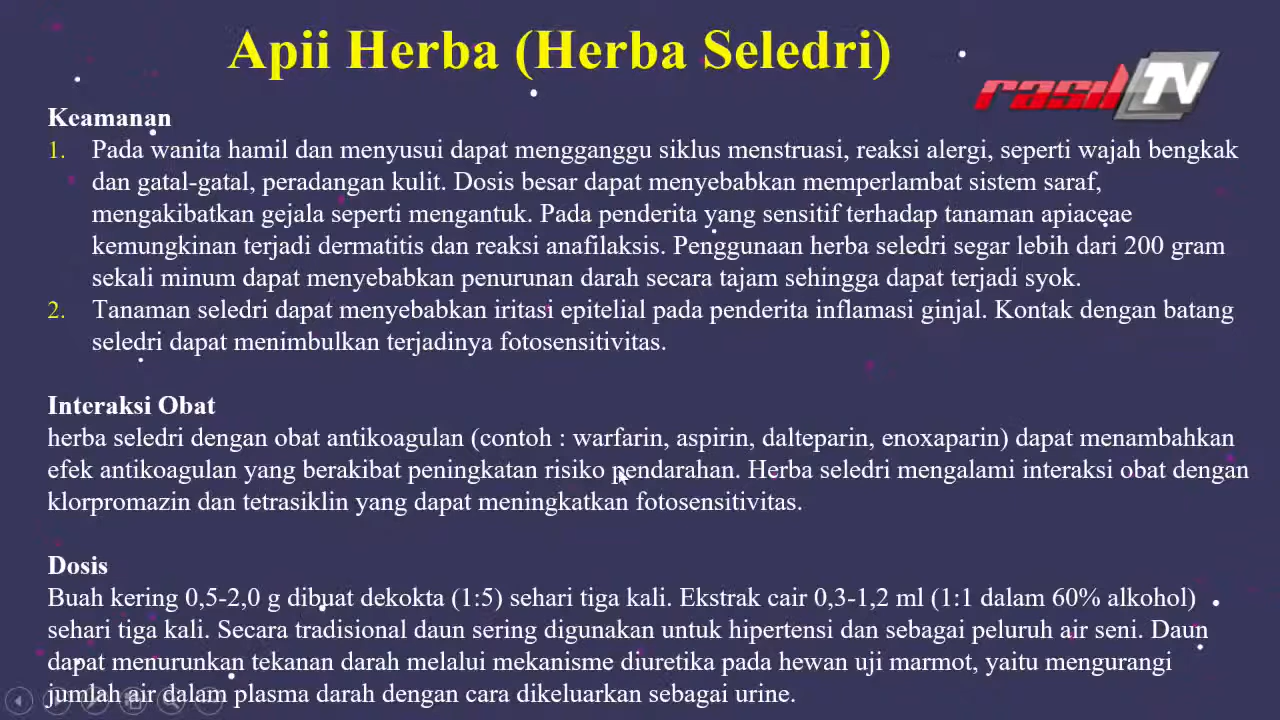 Apii Herba (Herba Seledri)
rasil TV
Keamanan
1. Pada wanita hamil dan menyusui dapat mengganggu siklus menstruasi, reaksi alergi, seperti wajah bengkak
dan gatal-gatal, peradangan kulit. Dosis besar dapat menyebabkan memperlambat sistem saraf,
mengakibatkan gejala seperti mengantuk. Pada penderita yang sensitif terhadap tanaman apiaceae
kemungkinan terjadi dermatitis dan reaksi anafilaksis. Penggunaan herba seledri segar lebih dari 200 gram
sekali minum dapat menyebabkan penurunan darah secara tajam sehingga dapat terjadi syok.
2. Tanaman seledri dapat menyebabkan iritasi epitelial pada penderita inflamasi ginjal. Kontak dengan batang
seledri dapat menimbulkan terjadinya fotosensitivitas.
Interaksi Obat
herba seledri dengan obat antikoagulan (contoh : warfarin, aspirin, dalteparin, enoxaparin) dapat menambahkan
efek antikoagulan yang berakibat peningkatan risiko pendarahan. Herba seledri mengalami interaksi obat dengan
klorpromazin dan tetrasiklin yang dapat meningkatkan fotosensitivitas.
Dosis
Buah kering 0,5-2,0 g dibuat dekokta (1:5) sehari tiga kali. Ekstrak cair 0,3-1,2 ml (1:1 dalam 60% alkohol)
sehari tiga kali. Secara tradisional daun sering digunakan untuk hipertensi dan sebagai peluruh air seni. Daun
dapat menurunkan tekanan darah melalui mekanisme diuretika pada hewan uji marmot, yaitu mengurangi
jumlah air dalam plasma darah dengan cara dikeluarkan sebagai urine.